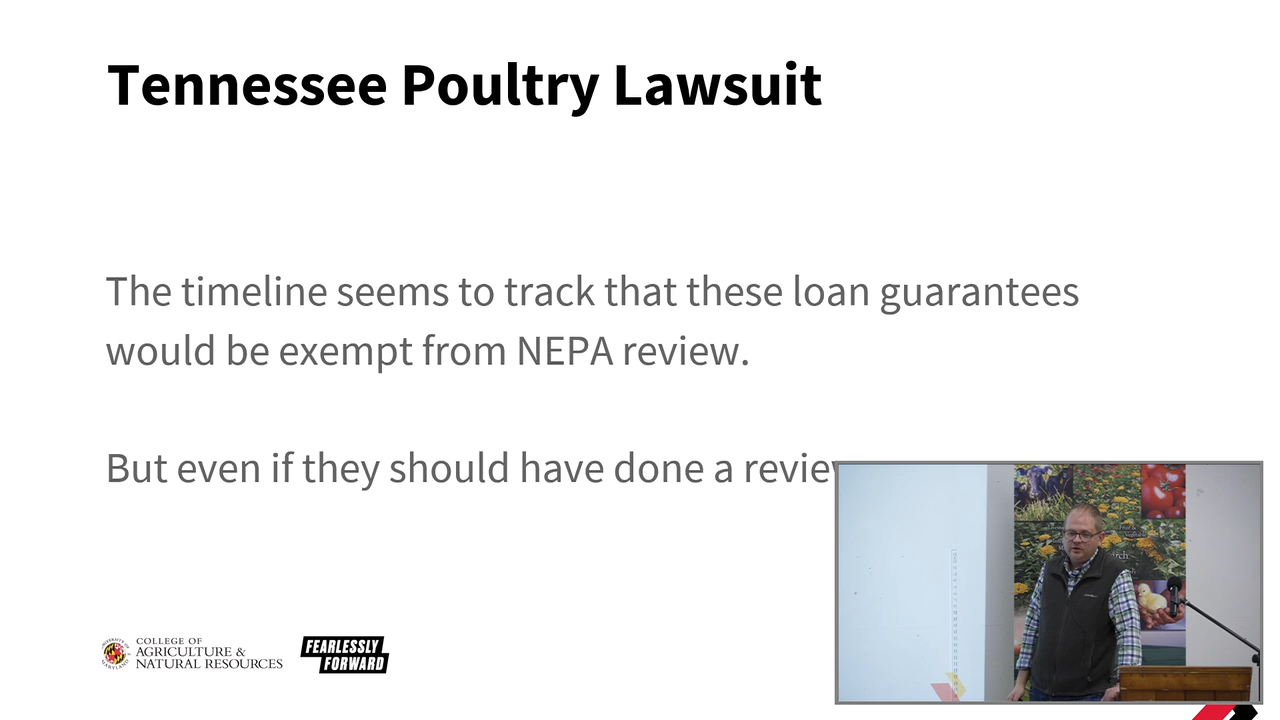 Tennessee Poultry Lawsuit
The timeline seems to track that these loan guarantees
would be exempt from NEPA review.
But even if they should have done a
COLLEGE OF
AGRICULTURE &
NATURAL RESOURCES
FEARLESSLY
FORWARD